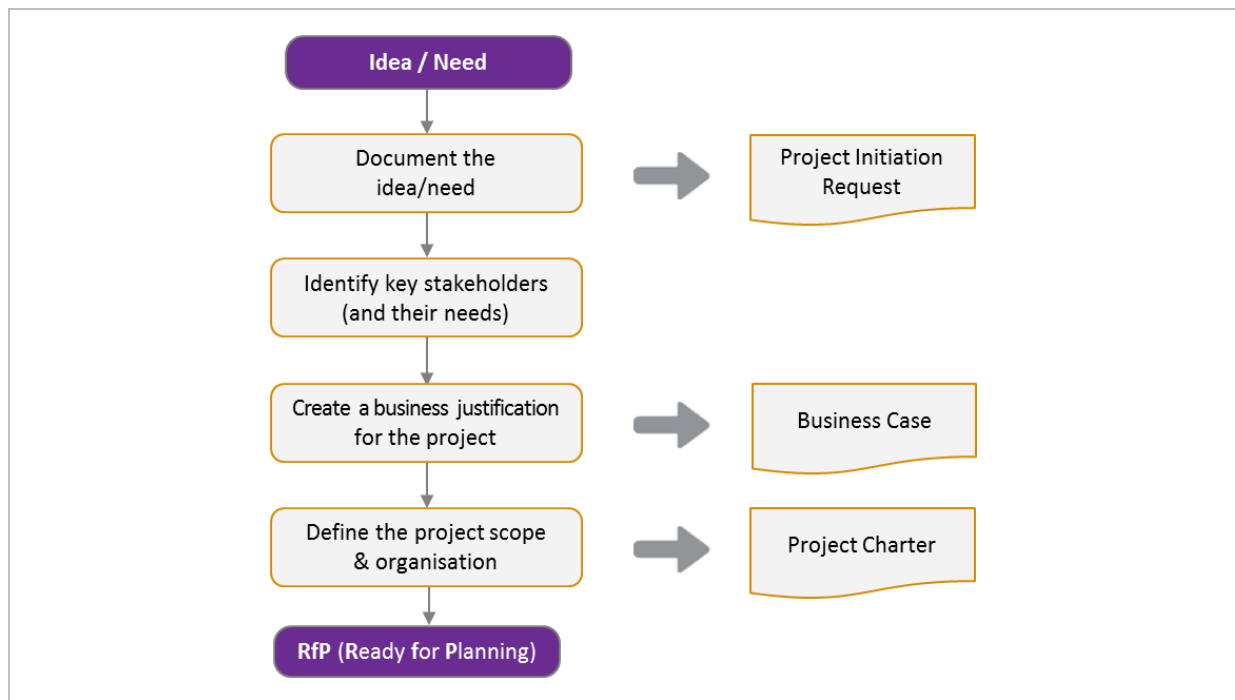 Idea / Need
Document the
idea/need
Project Initiation
Request
Identify key stakeholders
(and their needs)
Create a business justification
for the project
Business Case
Define the project scope
& organisation
Project Charter
RfP (Ready for Planning)